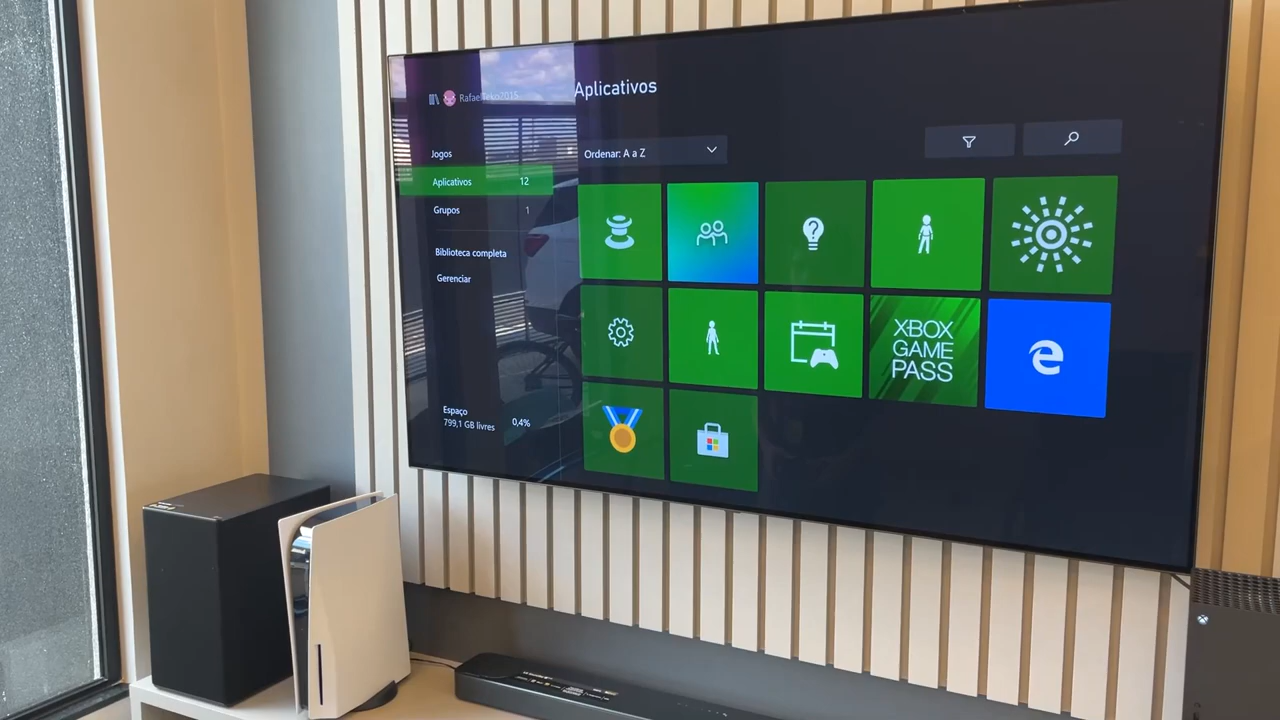 RafaelTeko2015
Aplicativos
Jogos
Ordenar: A a Z
Aplicativos 12
Grupos 1
Biblioteca completa
Gerenciar
XBOX
GAME
PASS
Espaço
799,1 GB livres 0,4%